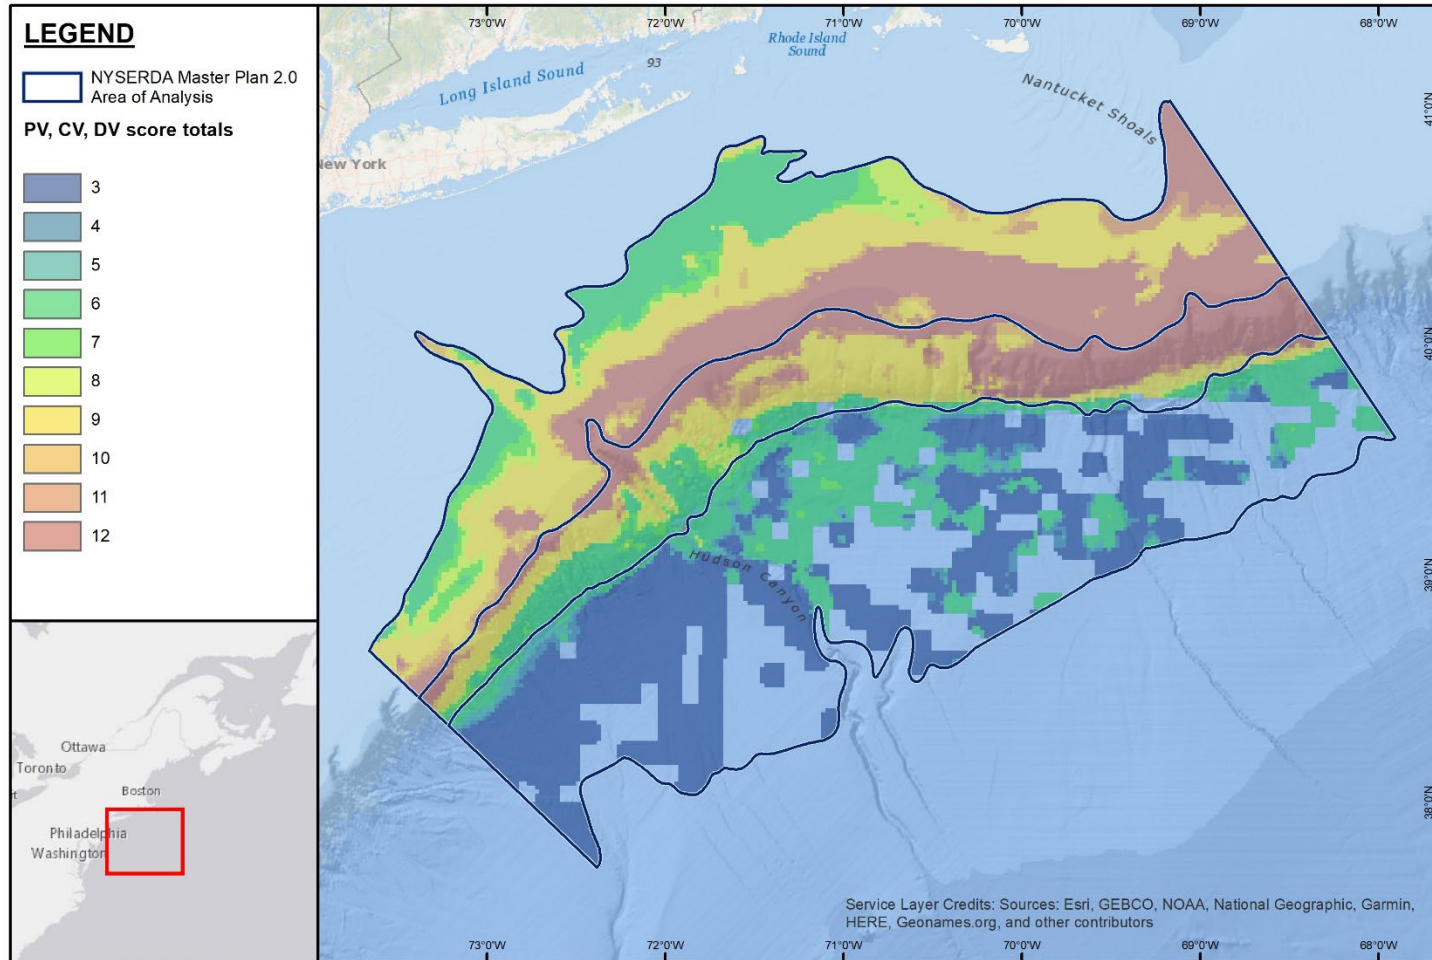 LEGEND
NYSERDA Master Plan 2.0
Area of Analysis
PV, CV, DV score totals
3
4
5
6
7
8
9
10
11
12
Ottawa
Toronto
rt
Boston
Philadelphia
Washington
73°0'W
72°0'W
71°0'W
70°0'W
69°0'W
68°0'W
Rhode Island
Sound
93
Long Island Sound
Nantucket Shoals
New York
41°0'N
40°0'N
39°0'N
38°0'N
Hudson Canyon
Service Layer Credits: Sources: Esri, GEBCO, NOAA, National Geographic, Garmin,
HERE, Geonames.org, and other contributors
73°0'W
72°0'W
71°0'W
70°0'W
69°0'W
68°0'W